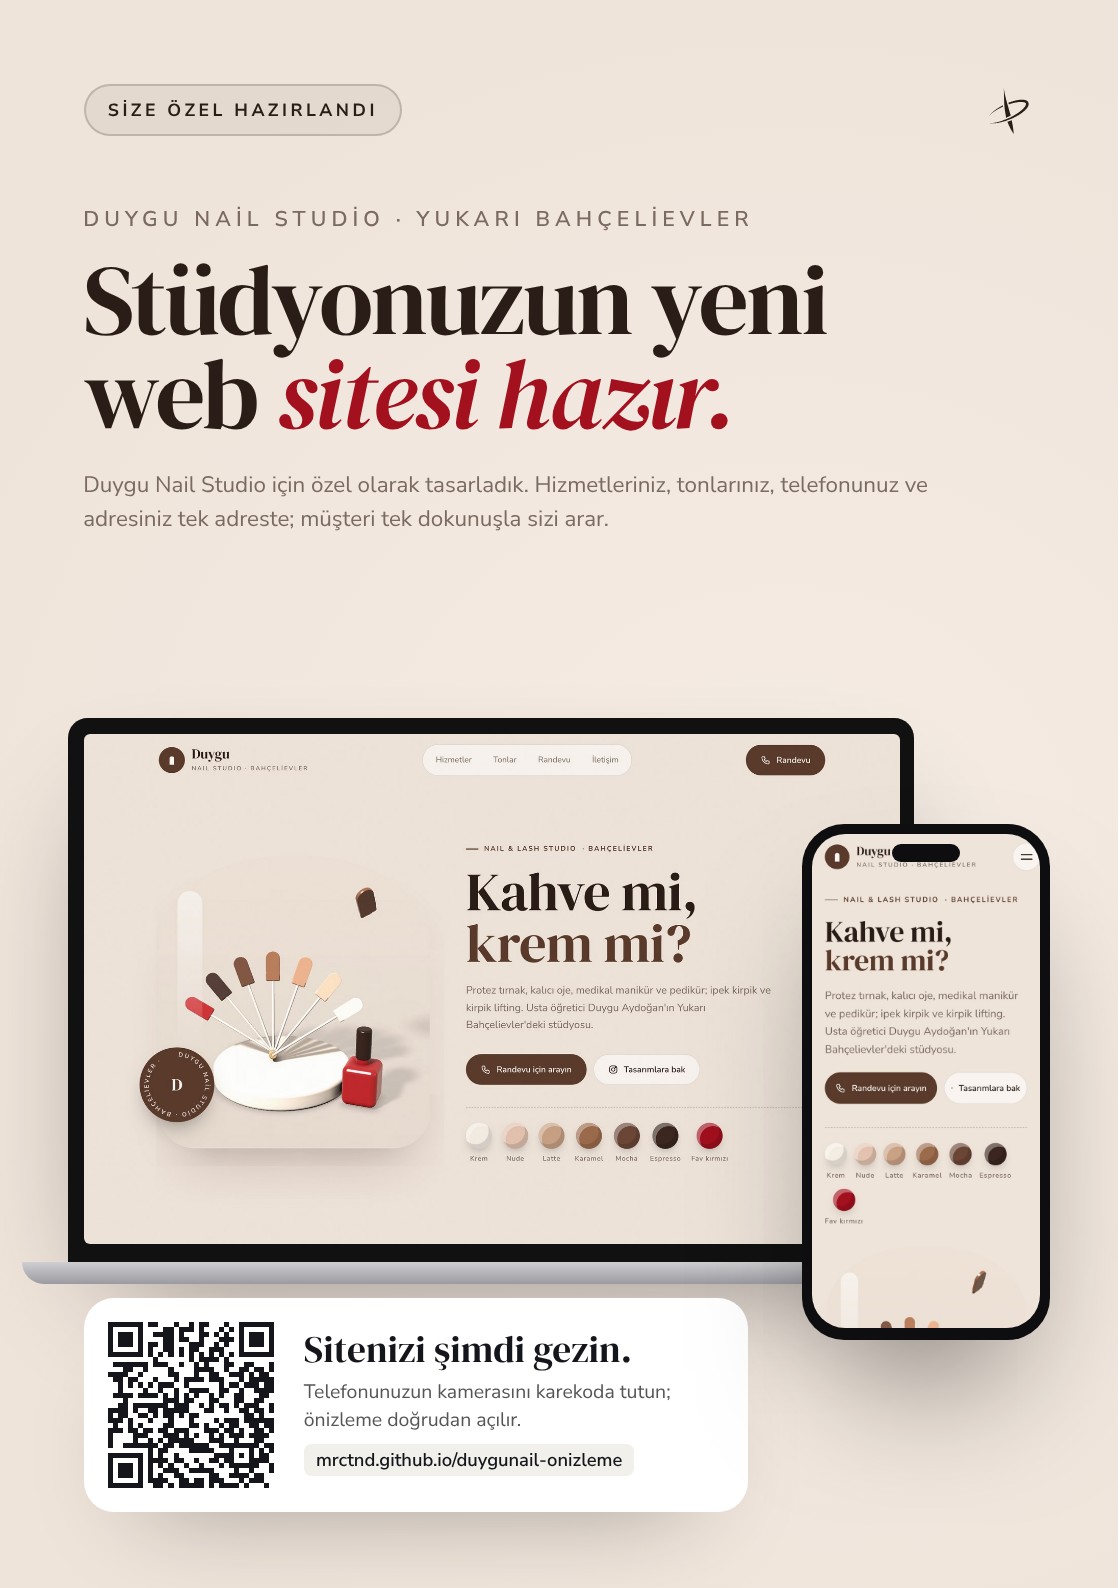 SİZE ÖZEL HAZIRLANDI
DUYGU NAİL STUDİO · YUKARI BAHÇELİEVLER
Stüdyonuzun yeni
web sitesi hazır.
Duygu Nail Studio için özel olarak tasarladık. Hizmetleriniz, tonlarınız, telefonunuz ve
adresiniz tek adreste; müşteri tek dokunuşla sizi arar.
Duygu
NAIL STUDIO · BAHÇELİEVLER
Hizmetler Tonlar Randevu İletişim
Randevu
NAIL & LASH STUDIO · BAHÇELİEVLER
Kahve mi,
krem mi?
Protez tırnak, kalıcı oje, medikal manikür ve pedikür; ipek kirpik ve
kirpik lifting. Usta öğretici Duygu Aydoğan'ın Yukarı
Bahçelievler'deki stüdyosu.
Randevu için arayın
Tasarımlara bak
Krem Nude Latte Karamel Mocha Espresso Fav kırmızı
DUYGU NAIL STUDIO · BAHÇELİEVLER ·
D
Duygu
NAIL STUDIO · BAHÇELİEVLER
NAIL & LASH STUDIO · BAHÇELİEVLER
Kahve mi,
krem mi?
Protez tırnak, kalıcı oje, medikal manikür
ve pedikür; ipek kirpik ve kirpik lifting.
Usta öğretici Duygu Aydoğan'ın Yukarı
Bahçelievler'deki stüdyosu.
Randevu için arayın
Tasarımlara bak
Krem Nude Latte Karamel Mocha Espresso
Fav kırmızı
Sitenizi şimdi gezin.
Telefonunuzun kamerasını karekoda tutun;
önizleme doğrudan açılır.
mrctnd.github.io/duygunail-onizleme